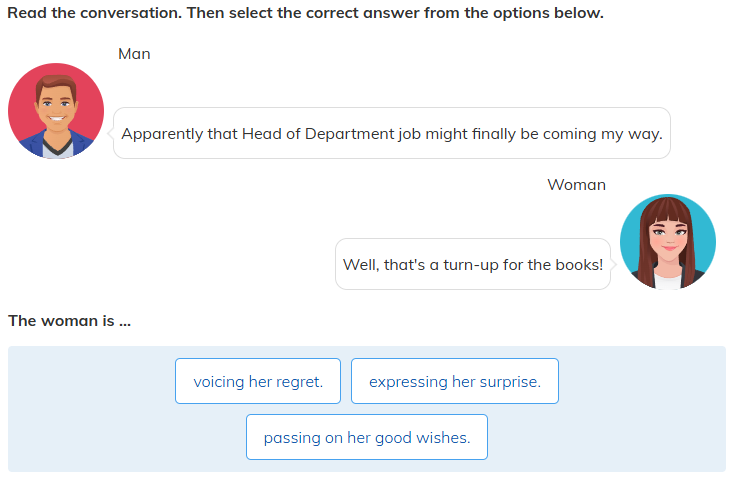 Read the conversation. Then select the correct answer from the options below.
Man
Apparently that Head of Department job might finally be coming my way.
Woman
Well, that's a turn-up for the books!
The woman is ...
voicing her regret.
expressing her surprise.
passing on her good wishes.